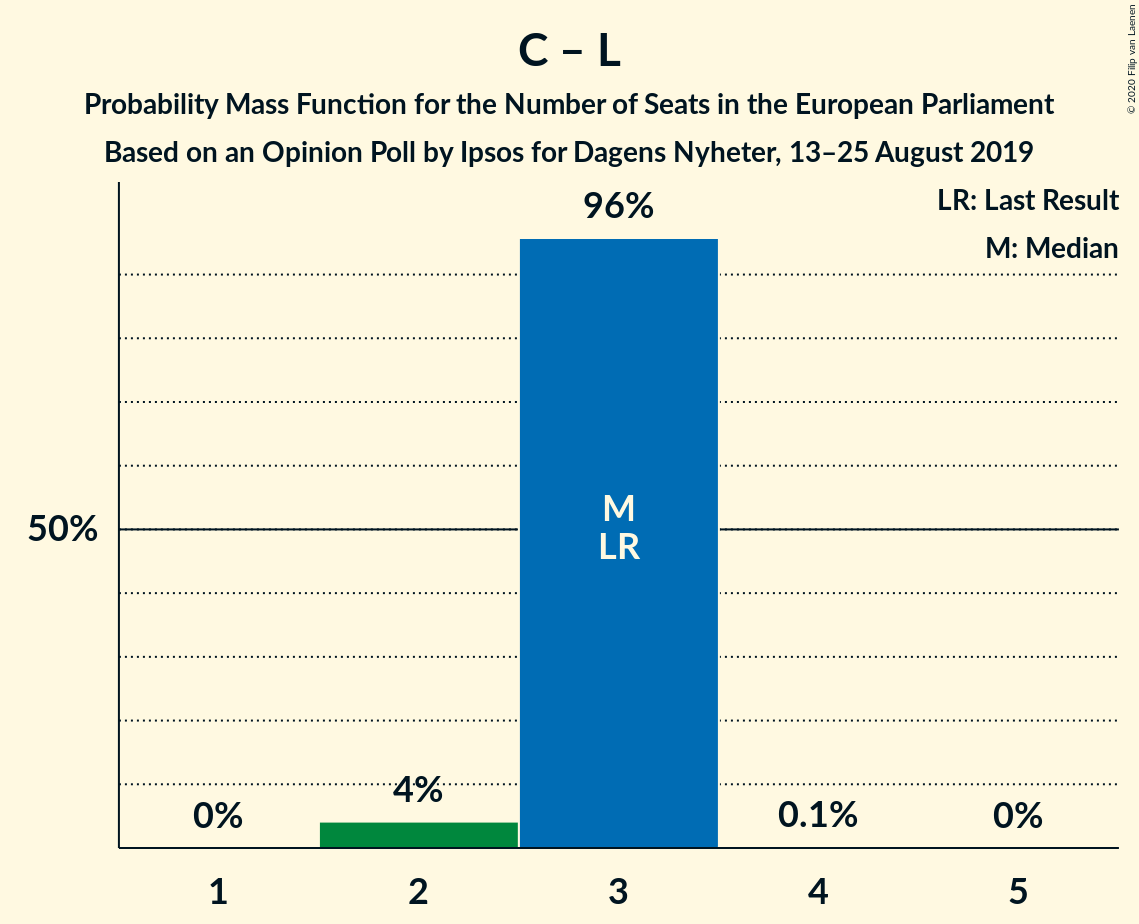 C – L
Probability Mass Function for the Number of Seats in the European Parliament
Based on an Opinion Poll by Ipsos for Dagens Nyheter, 13–25 August 2019
© 2020 Filip van Laenen
LR: Last Result
M: Median
96%
50%
M
LR
0%
4%
0.1%
0%
1
2
3
4
5